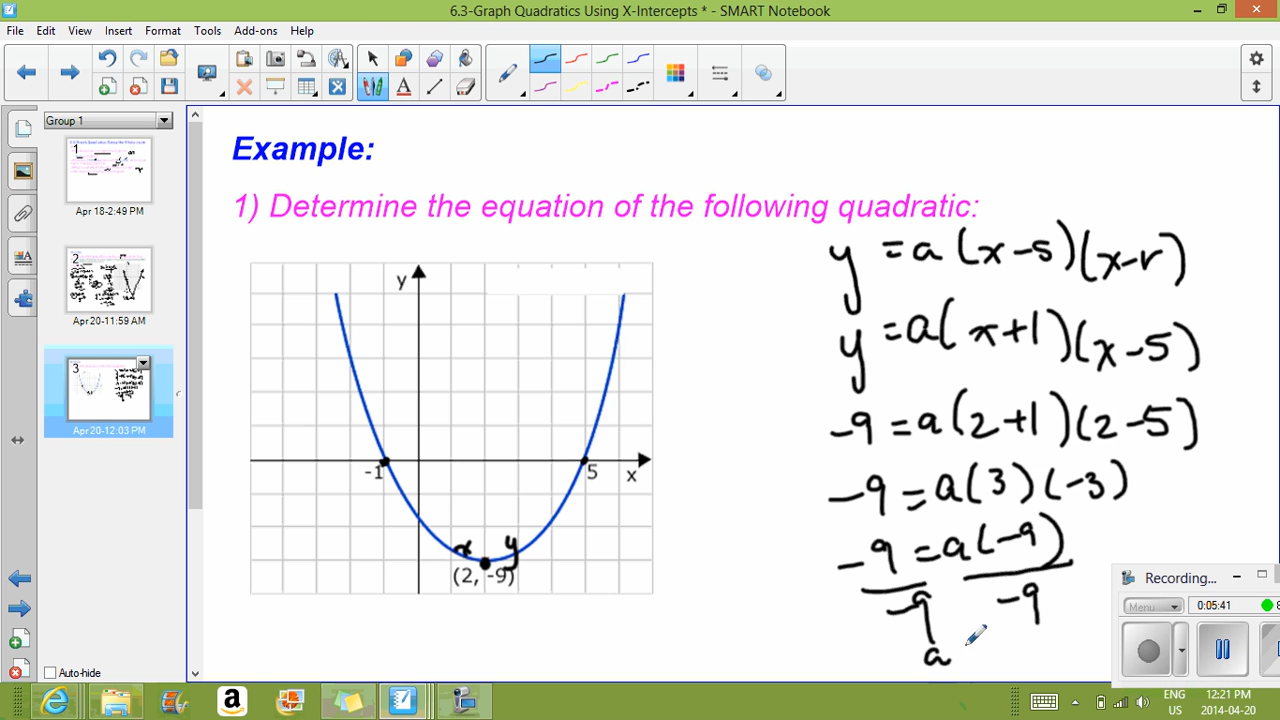 6.3-Graph Quadratics Using X-Intercepts * - SMART Notebook
File Edit View Insert Format Tools Add-ons Help
Group 1
1
Apr 18-2:49 PM
2
Apr 20-11:59 AM
3
Apr 20-12:03 PM
Auto-hide
Example:
1) Determine the equation of the following quadratic:
y
-1
5
x
x y
(2, -9)
y = a(x-s)(x-r)
y = a(x+1)(x-5)
-9 = a(2+1)(2-5)
-9 = a(3)(-3)
-9 = a(-9)
-9 -9
a
Recording...
Menu
0:05:41
ENG
US
12:21 PM
2014-04-20